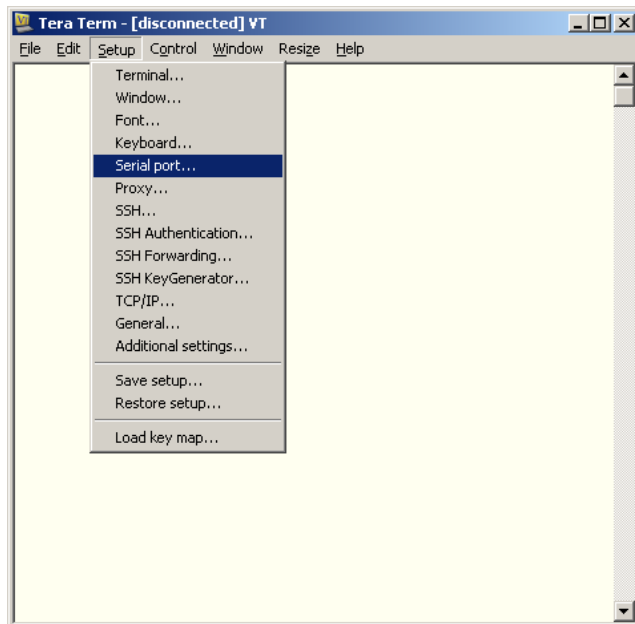 Tera Term - [disconnected] VT
File Edit Setup Control Window Resize Help
Terminal...
Window...
Font...
Keyboard...
Serial port...
Proxy...
SSH...
SSH Authentication...
SSH Forwarding...
SSH KeyGenerator...
TCP/IP...
General...
Additional settings...
Save setup...
Restore setup...
Load key map...